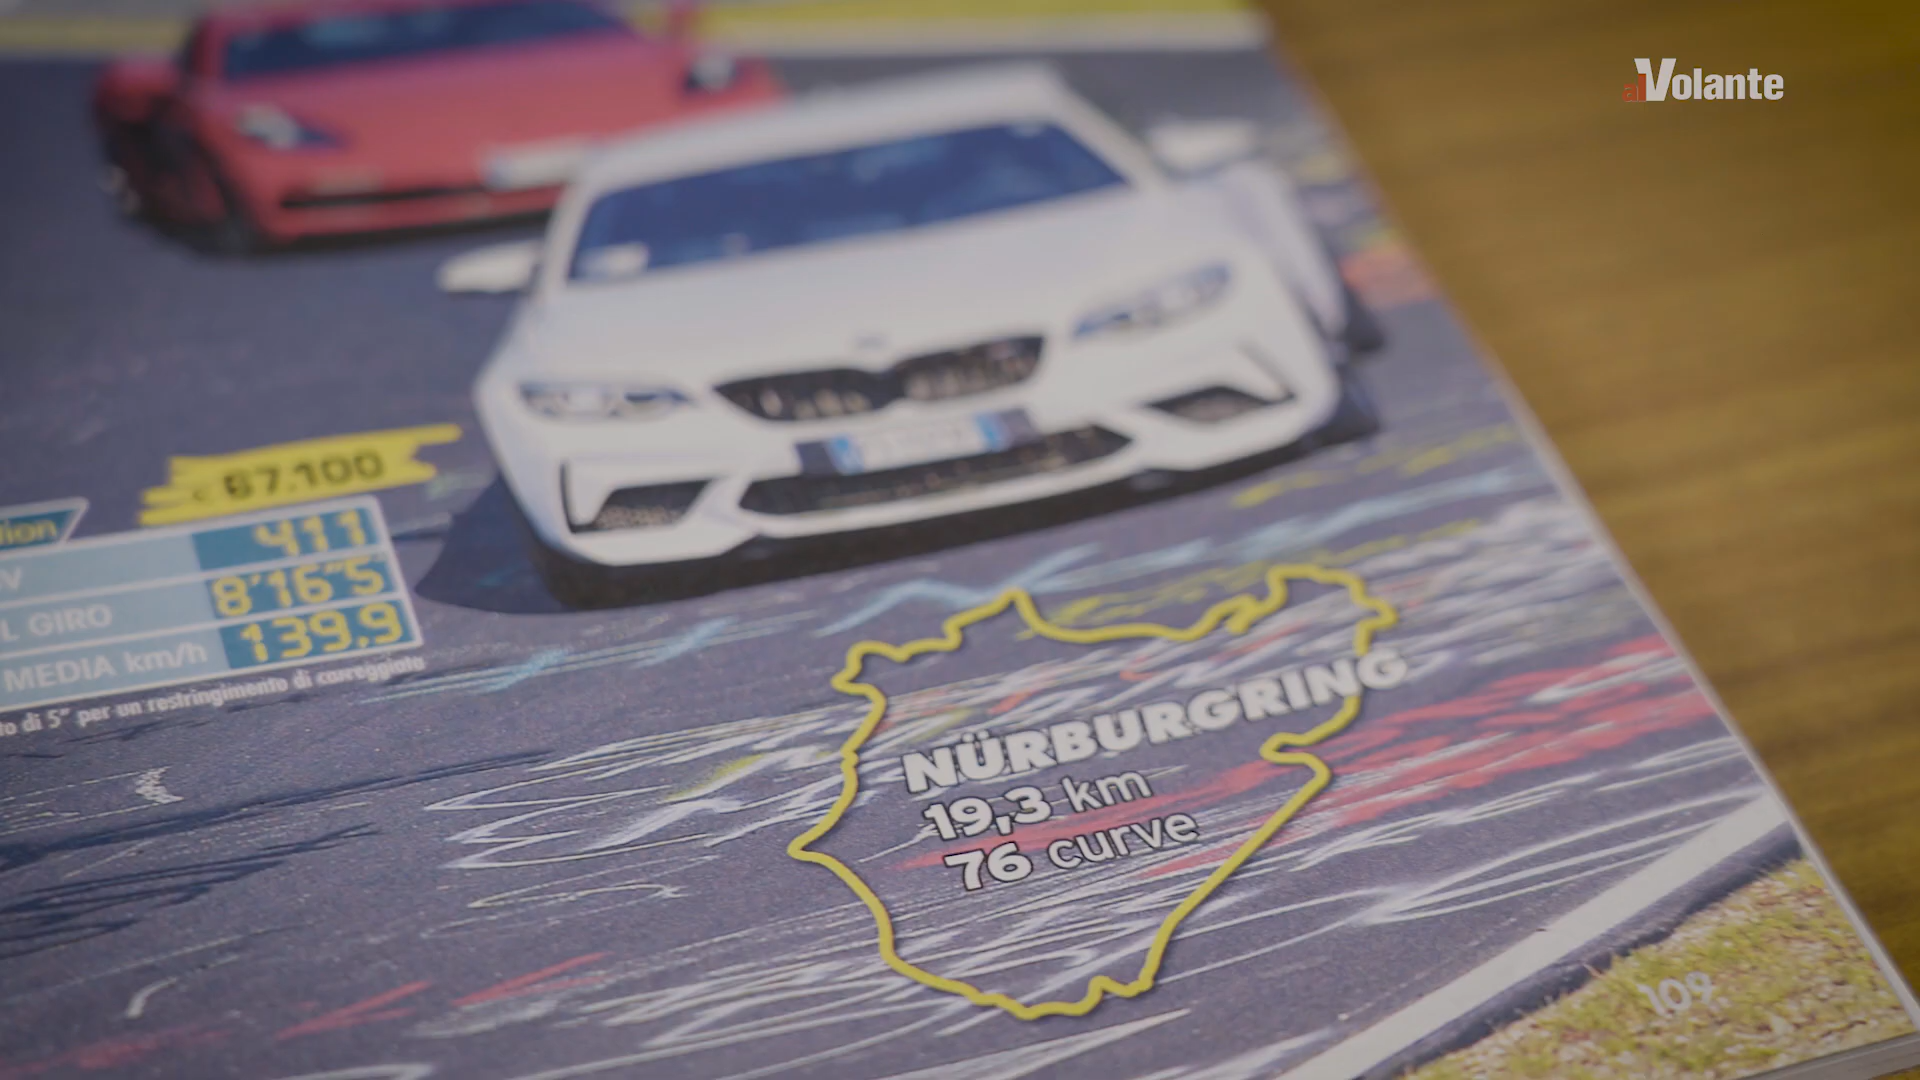 alVolante
€ 67.100
411
8'16"5
L GIRO
139.9
MEDIA km/h
to di 5" per un restringimento di carreggiata
NÜRBURGRING
19,3 km
76 curve
109